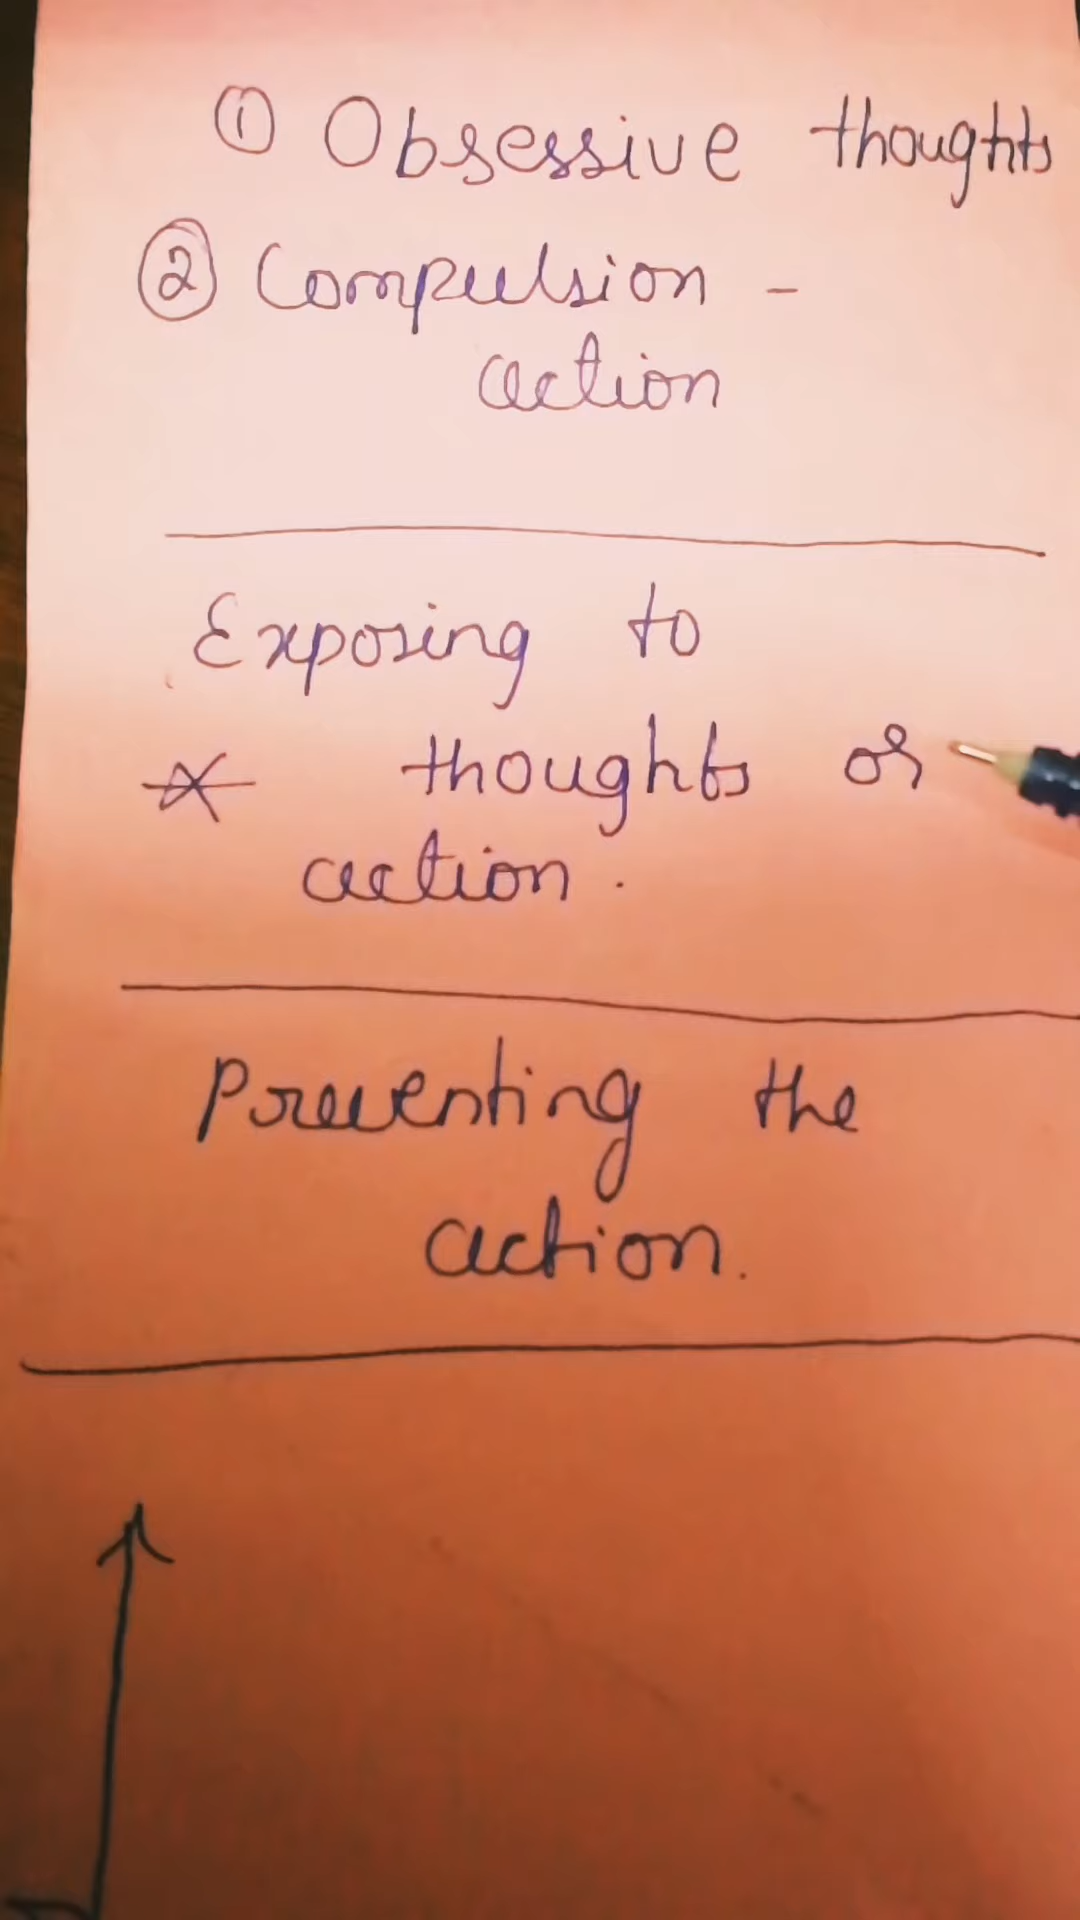 ① Obsessive thoughts
② Compulsion -
action
Exposing to
* thoughts or
action.
Preventing the
action.